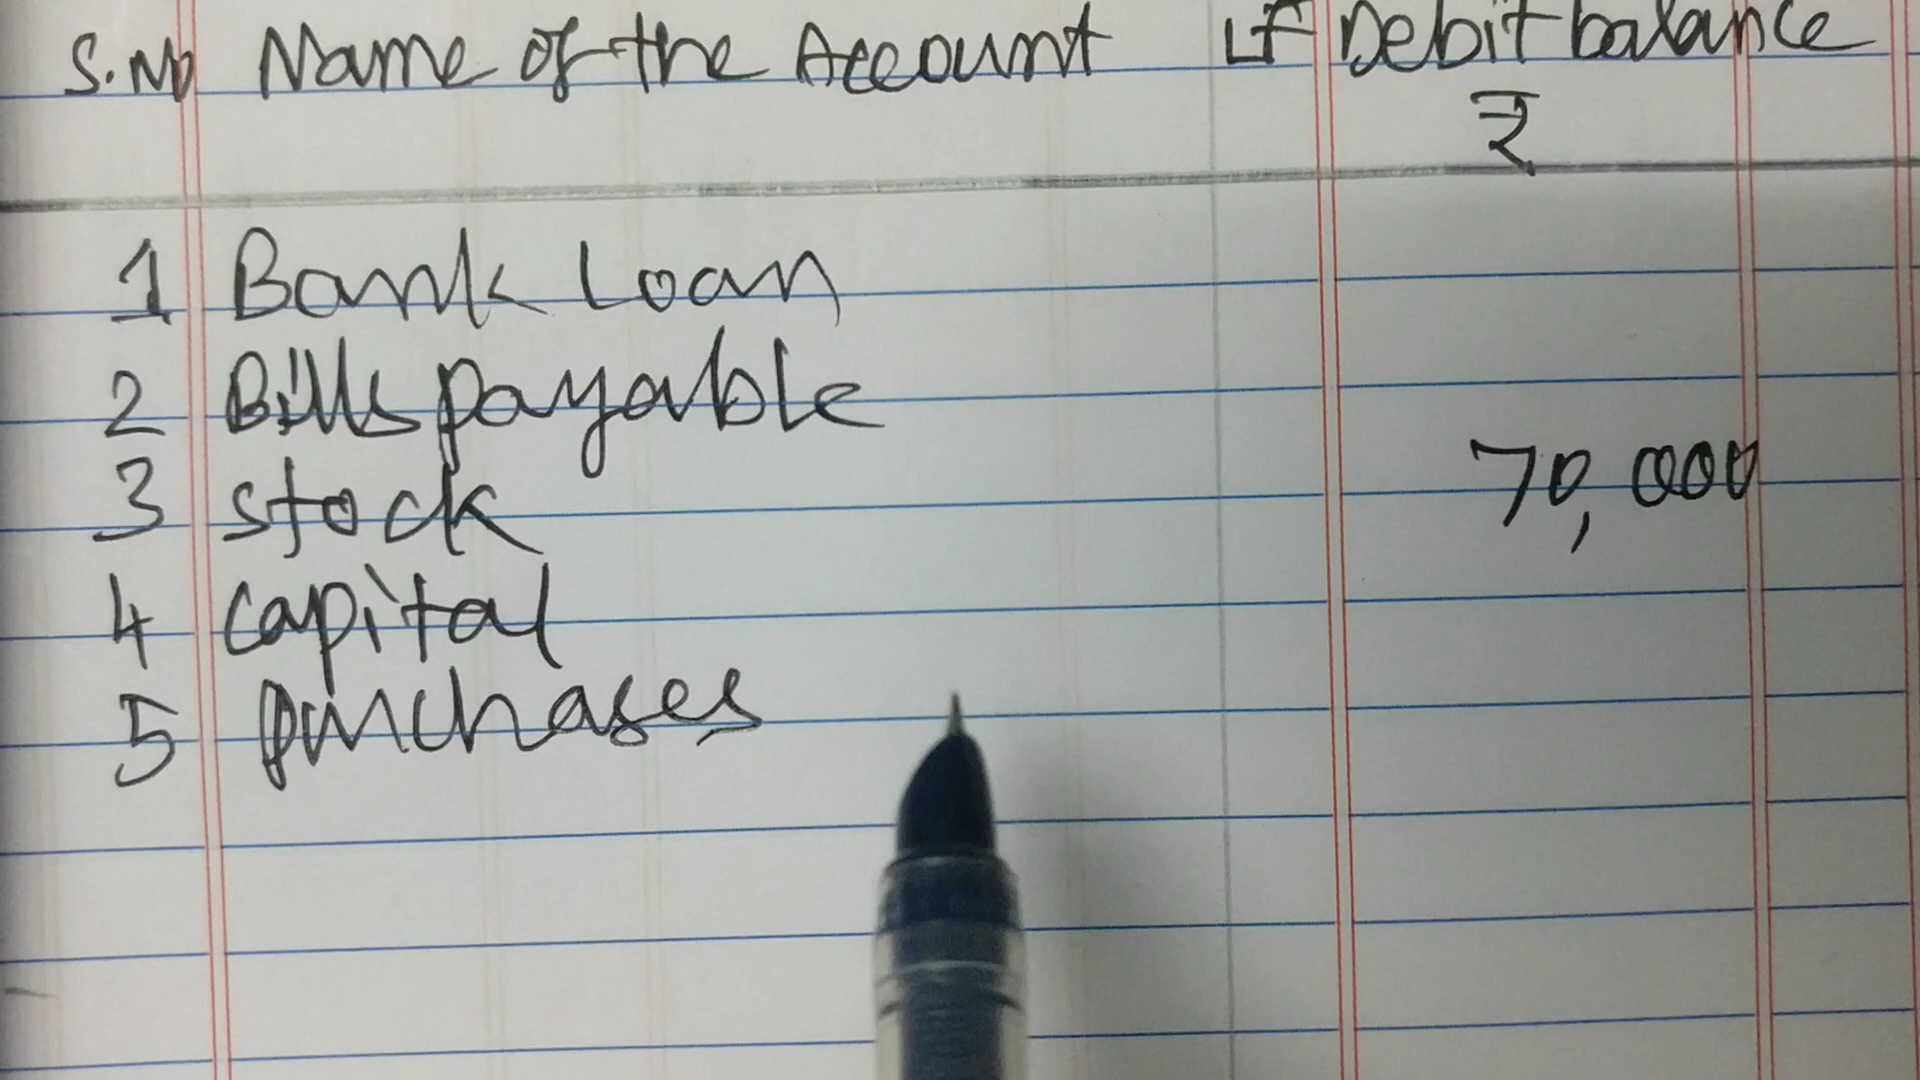 S.No Name of the Account LF Debit balance
₹
1 Bank Loan
2 Bills payable
3 stock 70,000
4 capital
5 purchases